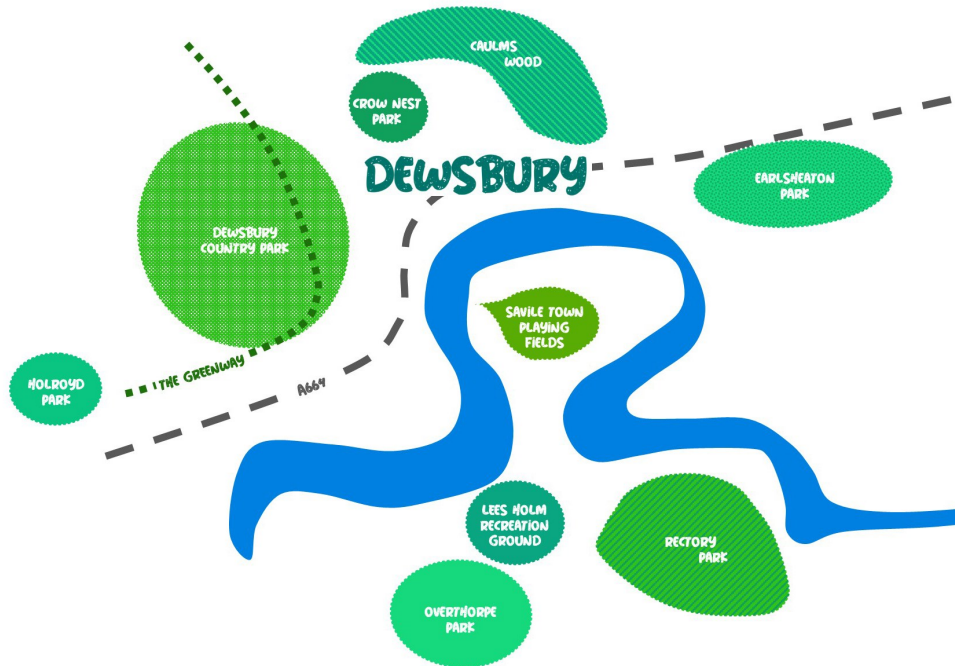 CAULMS
WOOD
CROW NEST
PARK
DEWSBURY
EARLSHEATON
PARK
DEWSBURY
COUNTRY PARK
SAVILE TOWN
PLAYING
FIELDS
THE GREENWAY
HOLROYD
PARK
A664
LEES HOLM
RECREATION
GROUND
RECTORY
PARK
OVERTHORPE
PARK